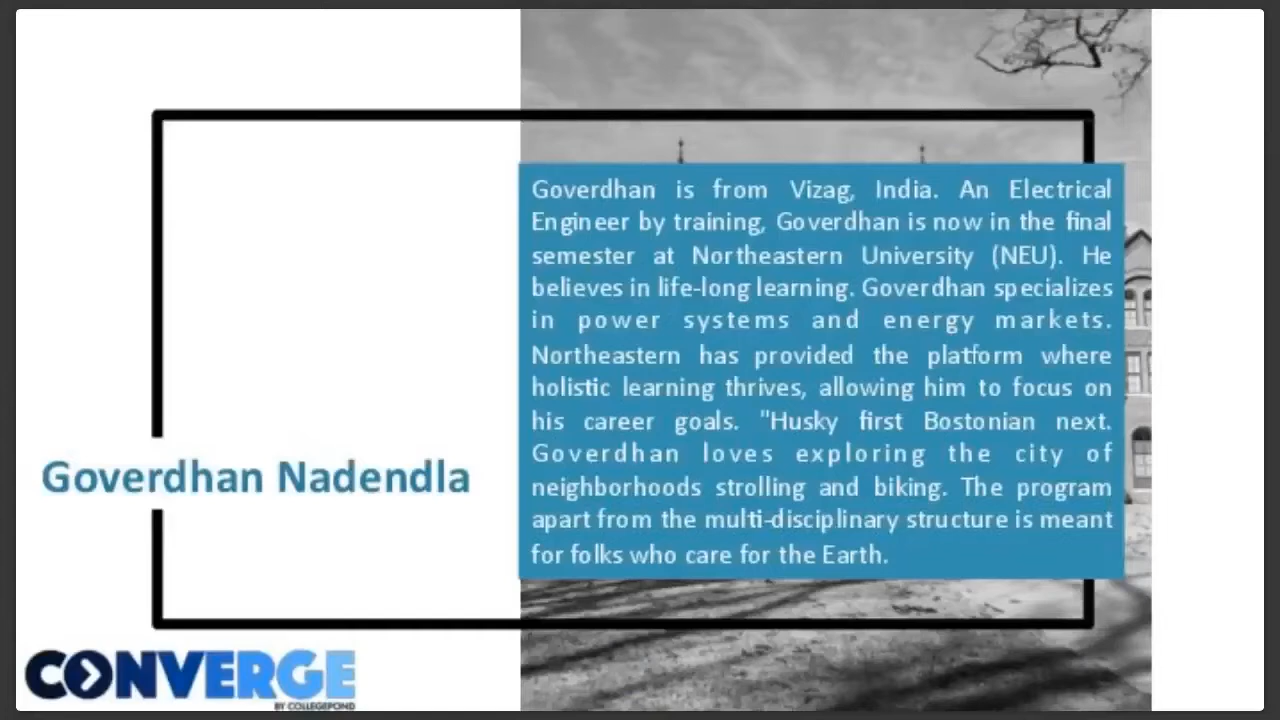 Goverdhan is from Vizag, India. An Electrical
Engineer by training, Goverdhan is now in the final
semester at Northeastern University (NEU). He
believes in life-long learning. Goverdhan specializes
in power systems and energy markets.
Northeastern has provided the platform where
holistic learning thrives, allowing him to focus on
his career goals. "Husky first Bostonian next.
Goverdhan loves exploring the city of
neighborhoods strolling and biking. The program
apart from the multi-disciplinary structure is meant
for folks who care for the Earth.
Goverdhan Nadendla
CONVERGE
BY COLLEGEPOND